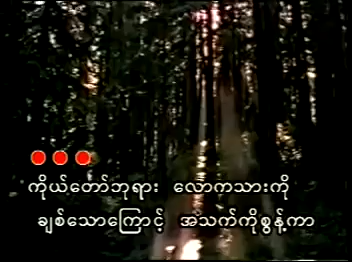 ကိုယ်တော်ဘုရား လောကသားကို
ချစ်သောကြောင့် အသက်ကိုစွန့်ကာ